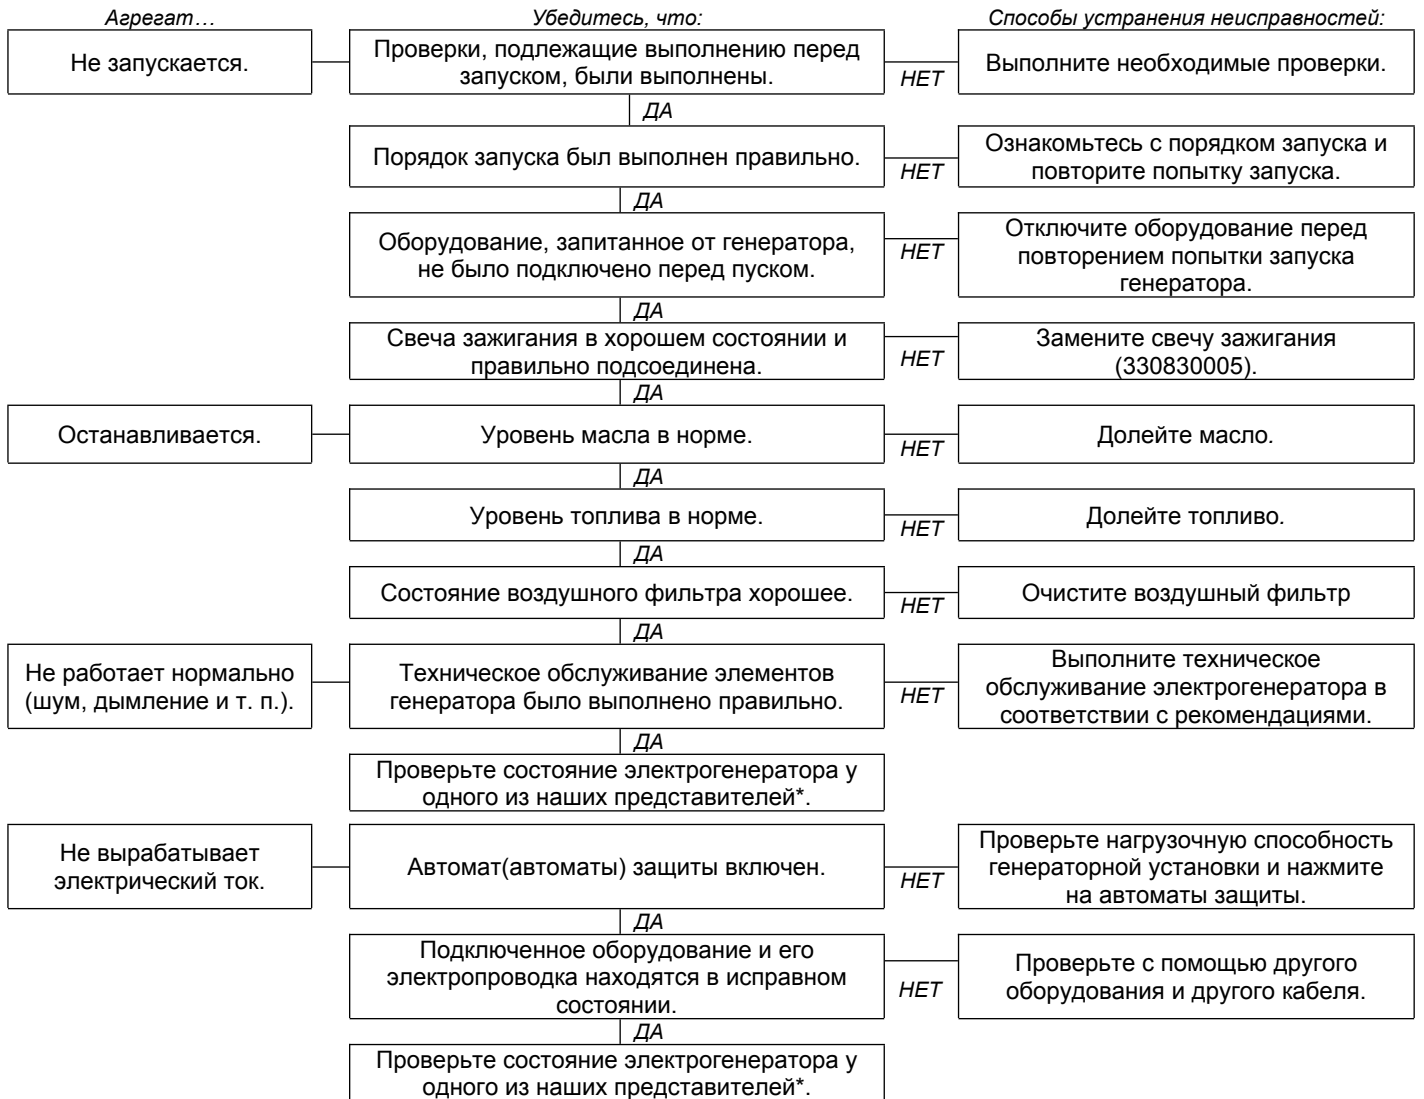 Агрегат…
Убедитесь, что:
Способы устранения неисправностей:
Не запускается.
Проверки, подлежащие выполнению перед
запуском, были выполнены.
НЕТ
Выполните необходимые проверки.
ДА
Порядок запуска был выполнен правильно.
НЕТ
Ознакомьтесь с порядком запуска и
повторите попытку запуска.
ДА
Оборудование, запитанное от генератора,
не было подключено перед пуском.
НЕТ
Отключите оборудование перед
повторением попытки запуска
генератора.
ДА
Свеча зажигания в хорошем состоянии и
правильно подсоединена.
НЕТ
Замените свечу зажигания
(330830005).
ДА
Останавливается.
Уровень масла в норме.
НЕТ
Долейте масло.
ДА
Уровень топлива в норме.
НЕТ
Долейте топливо.
ДА
Состояние воздушного фильтра хорошее.
НЕТ
Очистите воздушный фильтр
ДА
Не работает нормально
(шум, дымление и т. п.).
Техническое обслуживание элементов
генератора было выполнено правильно.
НЕТ
Выполните техническое
обслуживание электрогенератора в
соответствии с рекомендациями.
ДА
Проверьте состояние электрогенератора у
одного из наших представителей*.
Не вырабатывает
электрический ток.
Автомат(автоматы) защиты включен.
НЕТ
Проверьте нагрузочную способность
генераторной установки и нажмите
на автоматы защиты.
ДА
Подключенное оборудование и его
электропроводка находятся в исправном
состоянии.
НЕТ
Проверьте с помощью другого
оборудования и другого кабеля.
ДА
Проверьте состояние электрогенератора у
одного из наших представителей*.